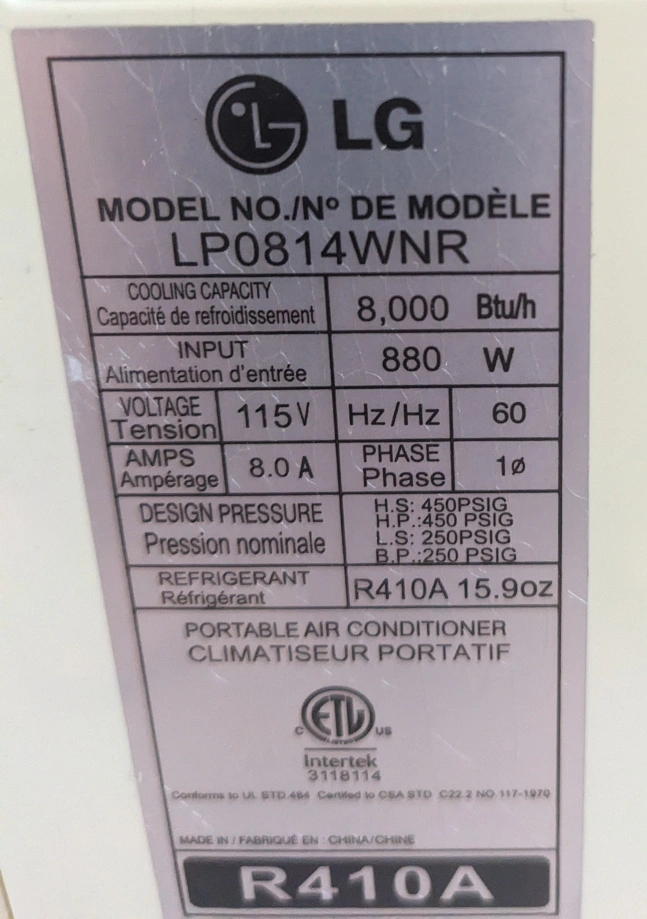 LG
MODEL NO./Nº DE MODÈLE
LP0814WNR
COOLING CAPACITY
Capacité de refroidissement
8,000 Btu/h
INPUT
Alimentation d'entrée
880 W
VOLTAGE
Tension
115V
Hz/Hz
60
AMPS
Ampérage
8.0 A
PHASE
Phase
1ø
DESIGN PRESSURE
Pression nominale
H.S: 450PSIG
H.P.:450 PSIG
L.S: 250PSIG
B.P.:250 PSIG
REFRIGERANT
Réfrigérant
R410A 15.9oz
PORTABLE AIR CONDITIONER
CLIMATISEUR PORTATIF
C ETL US
LISTED
Intertek
3118114
Conforms to UL STD.484 Certified to CSA STD C22.2 NO.117-1970
MADE IN / FABRIQUÉ EN : CHINA/CHINE
R410A